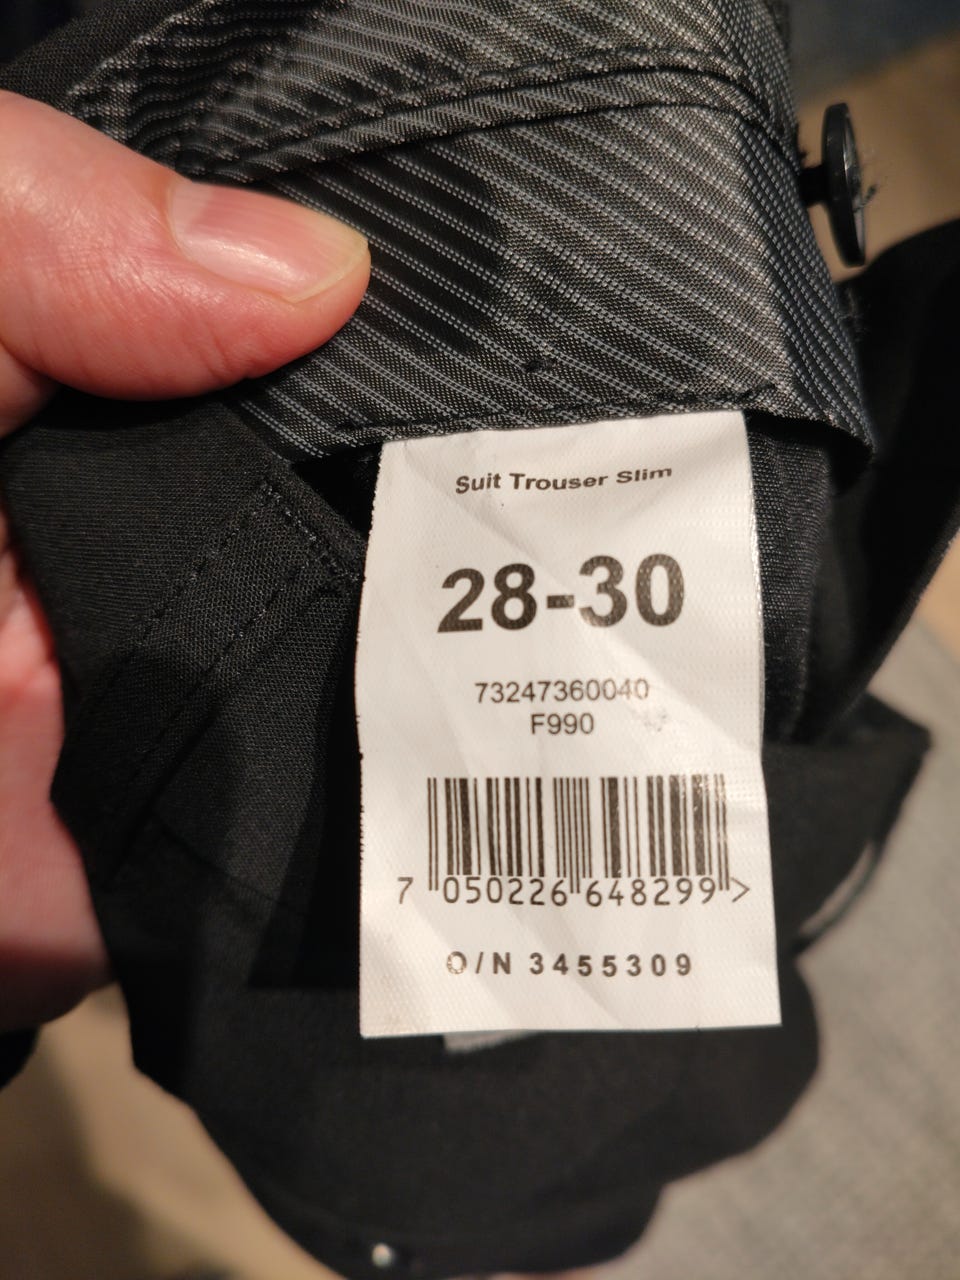 Suit Trouser Slim
28-30
73247360040
F990
7 050226 648299 >
O/N 3455309